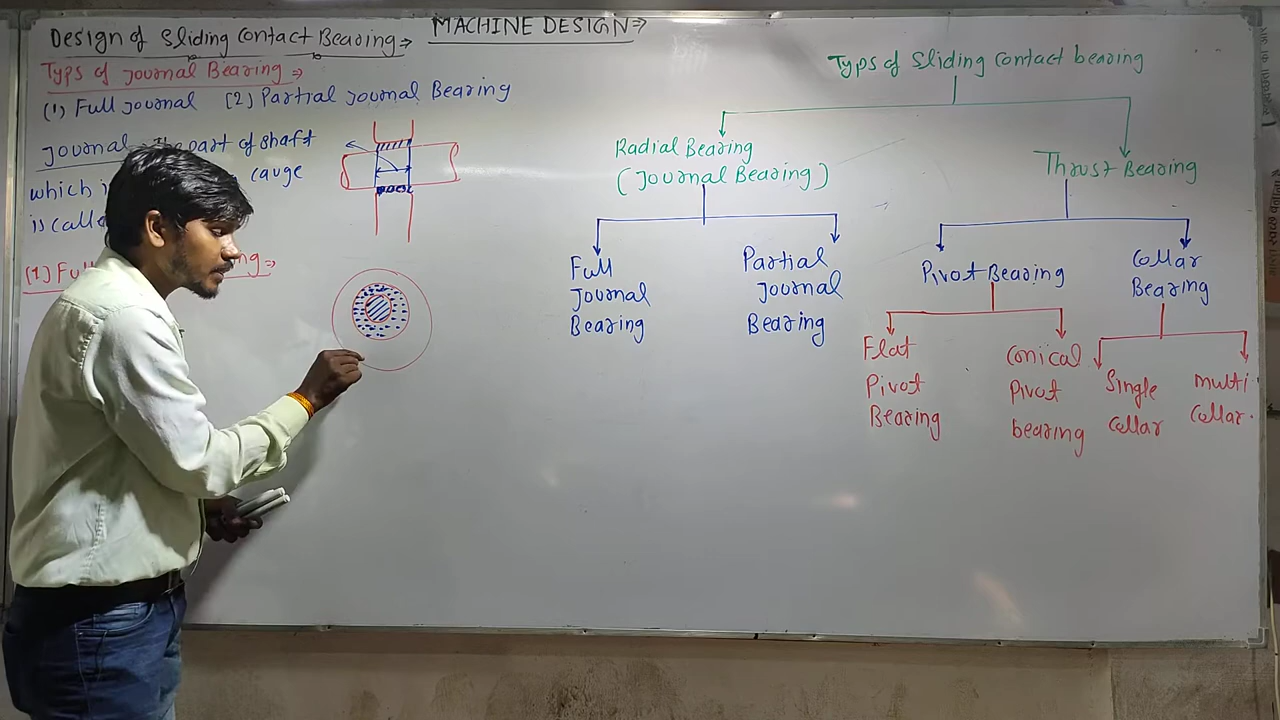 Design of Sliding Contact Bearing⇒
MACHINE DESIGN⇒
Typs of Journal Bearing ⇒
(1) Full Journal (2) Partial Journal Bearing
Journal part of shaft
which cauge
is
(1)
Typs of Sliding Contact bearing
Radial Bearing
(Journal Bearing)
Thrust Bearing
Full
Journal
Bearing
Partial
Journal
Bearing
Pivot Bearing
Collar
Bearing
Flat
Pivot
Bearing
Conical
Pivot
bearing
Single
Collar
multi
Collar.